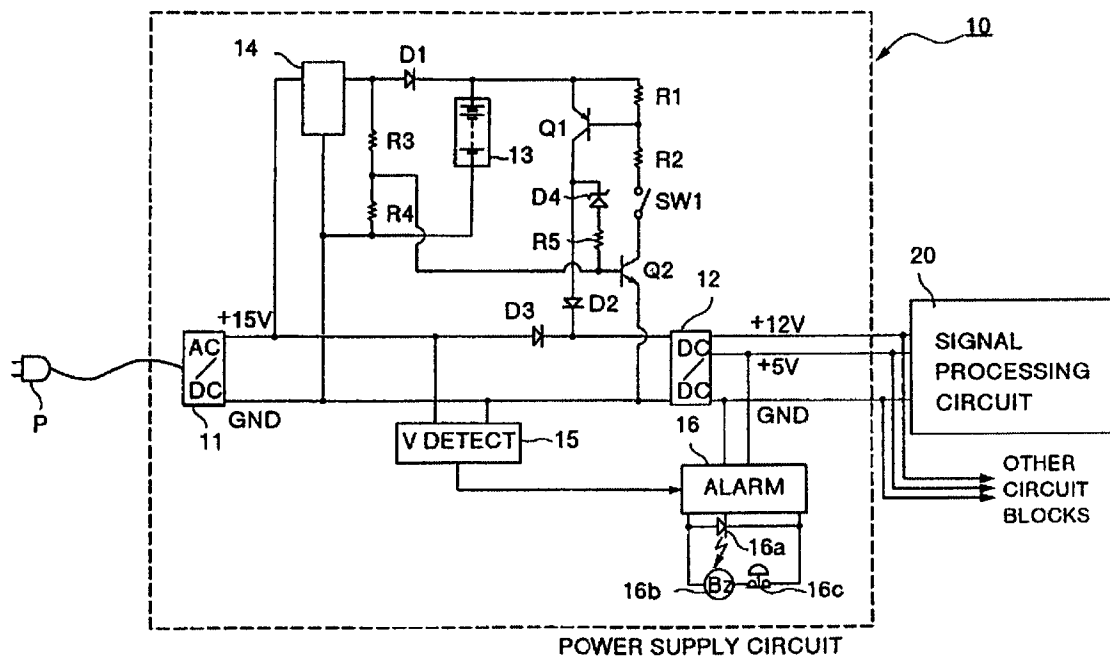 10
14
D1
R1
Q1
R3
13
R2
D4
SW1
R4
R5
Q2
D2
12
20
+15V
D3
+12V
AC
DC
DC
DC
+5V
SIGNAL
PROCESSING
CIRCUIT
P
11
GND
GND
V DETECT
15
16
ALARM
OTHER
CIRCUIT
BLOCKS
16a
16b
Bz
16c
POWER SUPPLY CIRCUIT